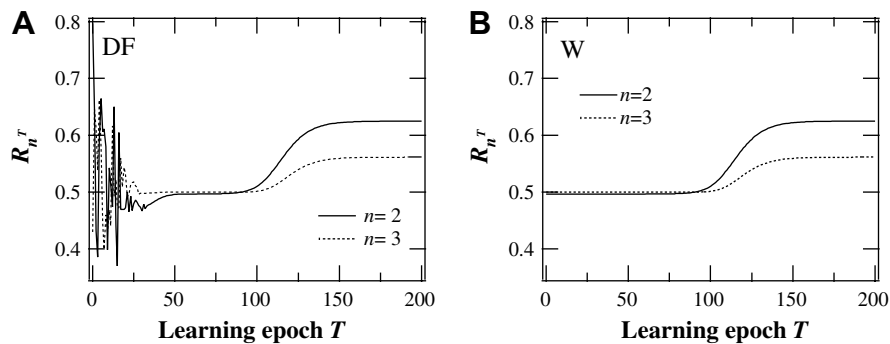 A
DF
0.8
0.7
0.6
0.5
0.4
R_n^T
n= 2
n= 3
0 50 100 150 200
Learning epoch T
B
W
0.8
0.7
0.6
0.5
0.4
R_n^T
n=2
n=3
0 50 100 150 200
Learning epoch T